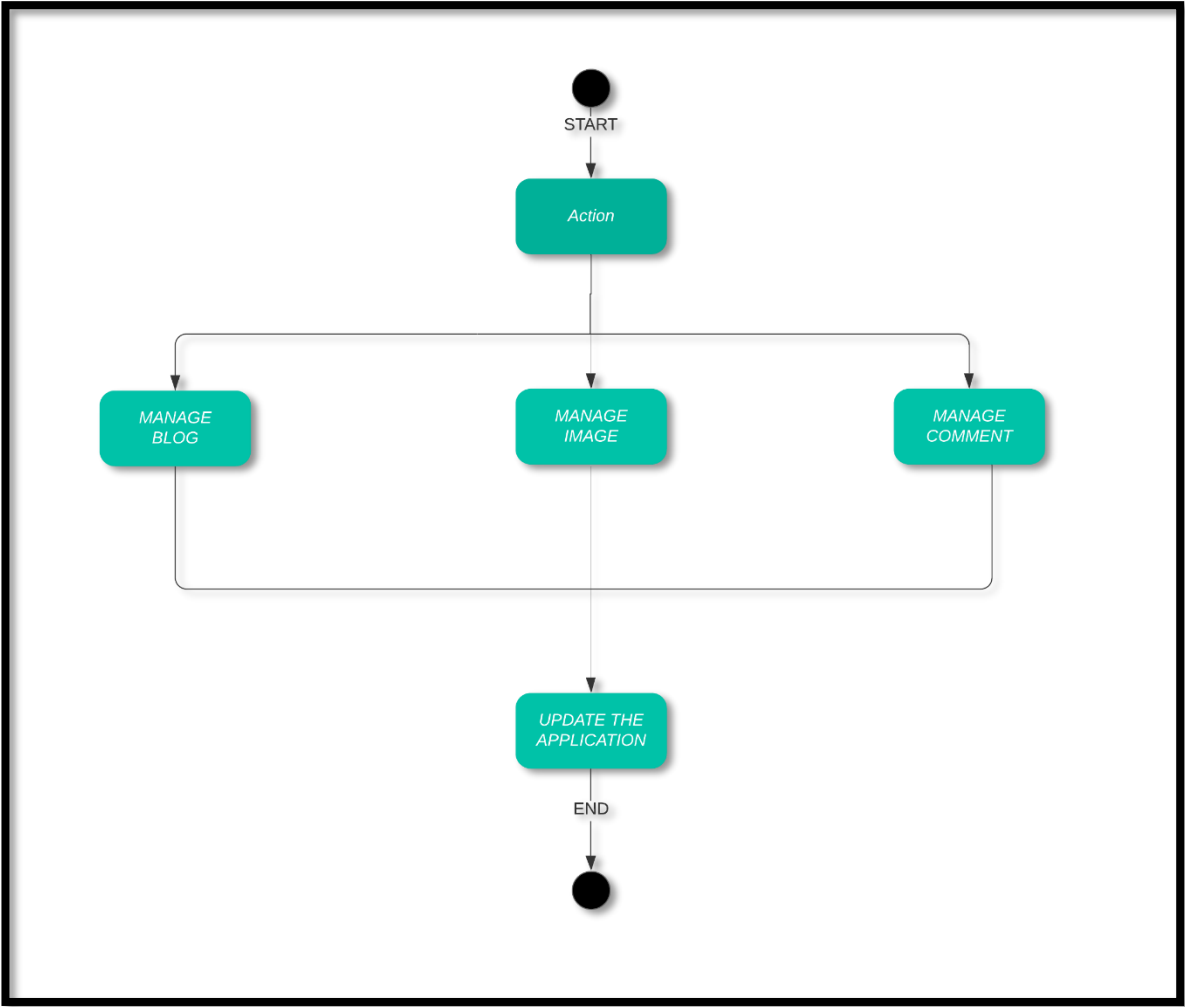 START
Action
MANAGE
BLOG
MANAGE
IMAGE
MANAGE
COMMENT
UPDATE THE
APPLICATION
END